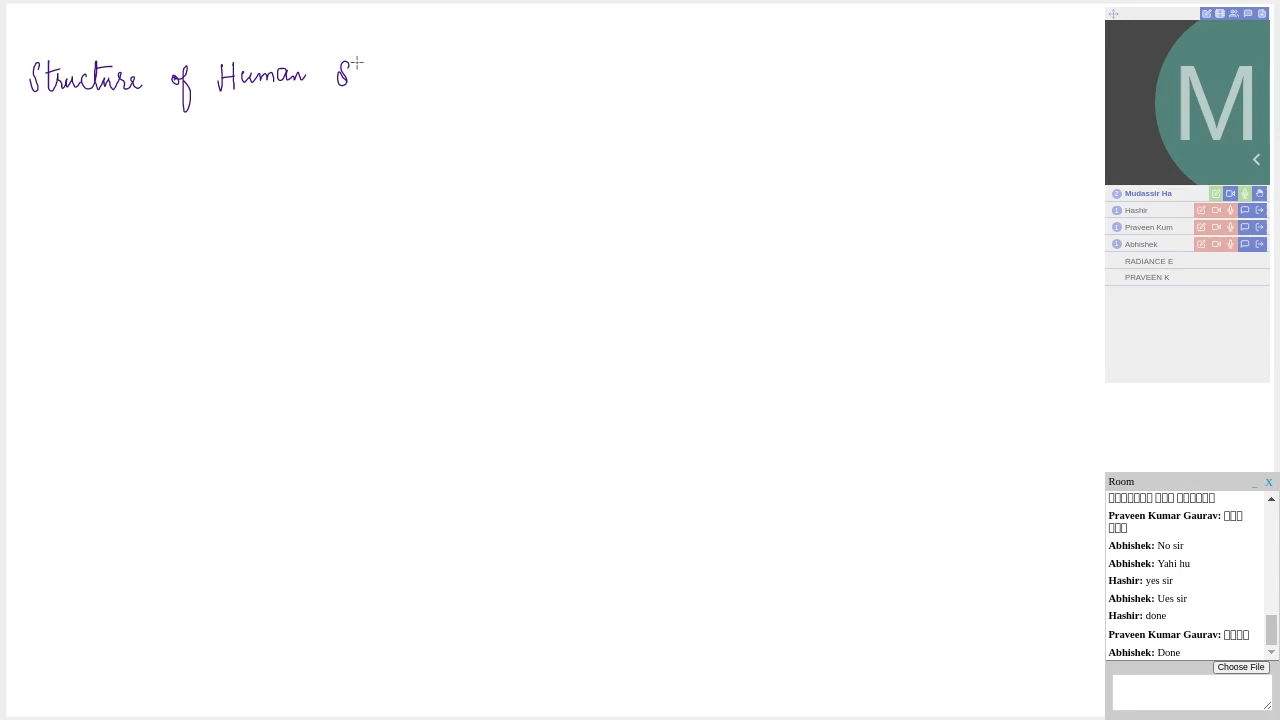 Structure of Human S
M
Mudassir Ha
Hashir
Praveen Kum
Abhishek
RADIANCE E
PRAVEEN K
Room _ X
Praveen Kumar Gaurav:
Abhishek: No sir
Abhishek: Yahi hu
Hashir: yes sir
Abhishek: Ues sir
Hashir: done
Praveen Kumar Gaurav:
Abhishek: Done
Choose File